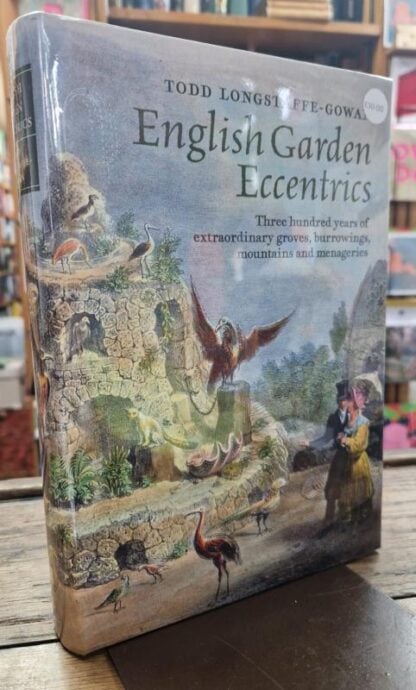 TODD LONGSTAFFE-GOWAN
English Garden
Eccentrics
Three hundred years of
extraordinary groves, burrowings,
mountains and menageries